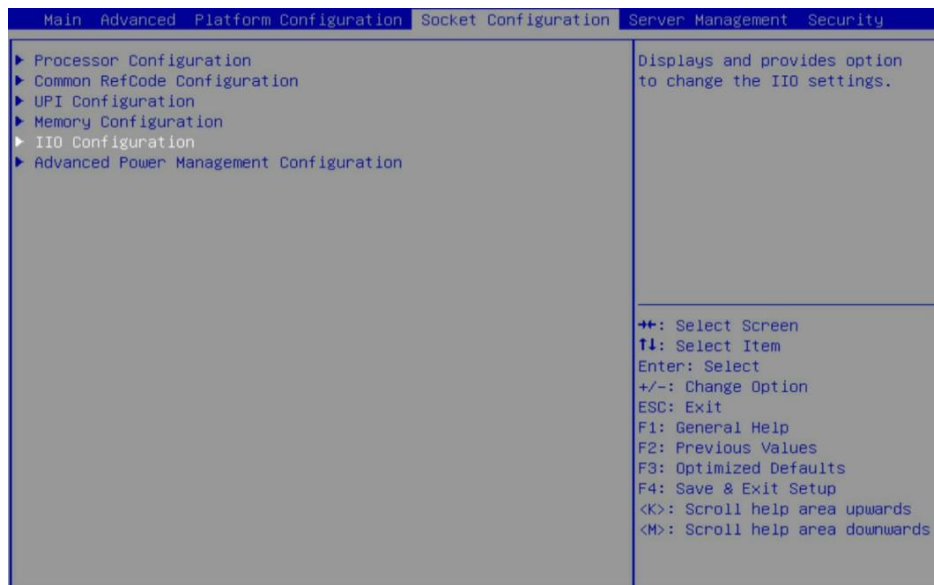 Main Advanced Platform Configuration Socket Configuration Server Management Security
▶ Processor Configuration
▶ Common RefCode Configuration
▶ UPI Configuration
▶ Memory Configuration
▶ IIO Configuration
▶ Advanced Power Management Configuration
Displays and provides option
to change the IIO settings.
→←: Select Screen
↑↓: Select Item
Enter: Select
+/-: Change Option
ESC: Exit
F1: General Help
F2: Previous Values
F3: Optimized Defaults
F4: Save & Exit Setup
<K>: Scroll help area upwards
<M>: Scroll help area downwards